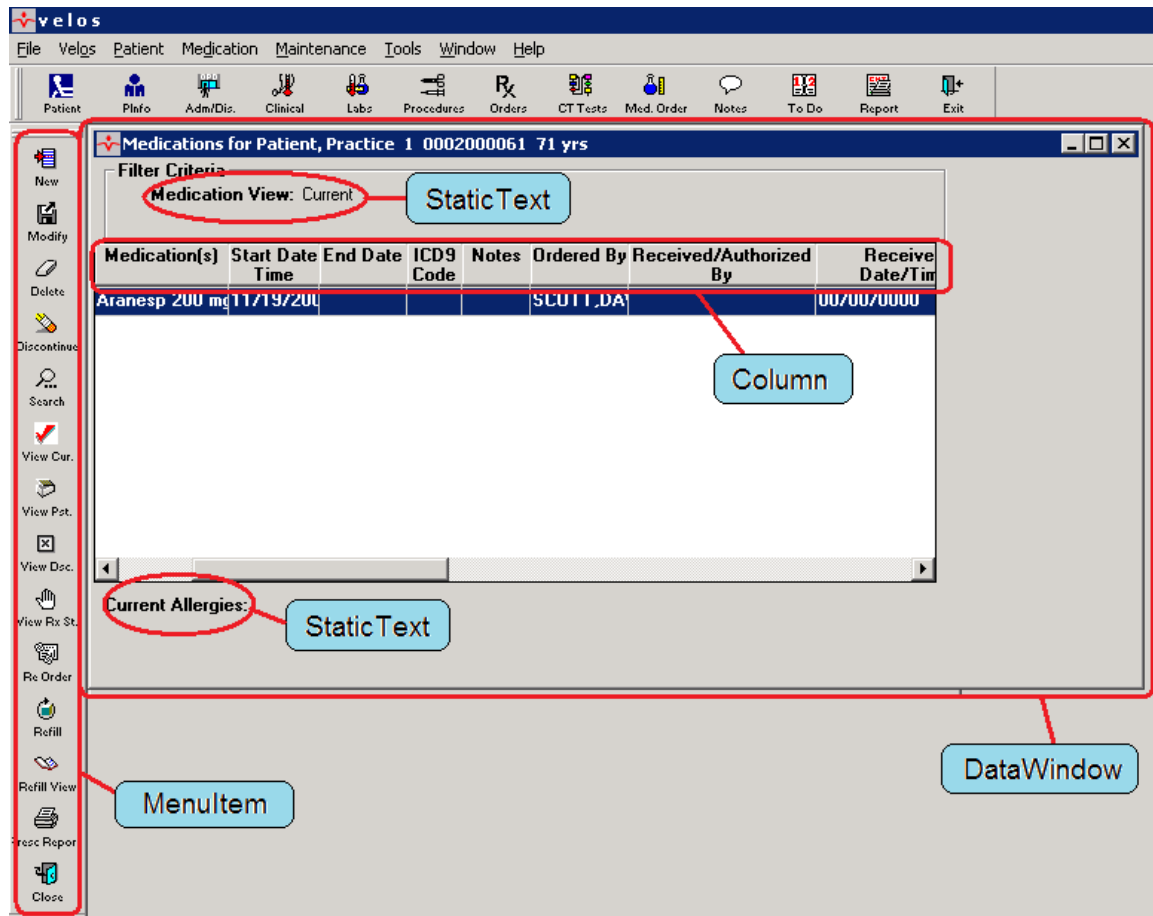 velos
File Velos Patient Medication Maintenance Tools Window Help
Patient PInfo Adm/Dis. Clinical Labs Procedures Orders CT Tests Med. Order Notes To Do Report Exit
Medications for Patient, Practice 1 0002000061 71 yrs
New
Filter Criteria
Medication View: Current
StaticText
Modify
Medication(s) Start Date Time End Date ICD9 Code Notes Ordered By Received/Authorized By Receive Date/Tim
Delete
Aranesp 200 mg 11/19/200 SCOTT,DA 00/00/0000
Discontinue
Column
Search
View Cur.
View Pst.
View Dsc.
View Rx St.
Current Allergies:
StaticText
Re Order
Refill
Refill View
DataWindow
MenuItem
Presc Repor
Close